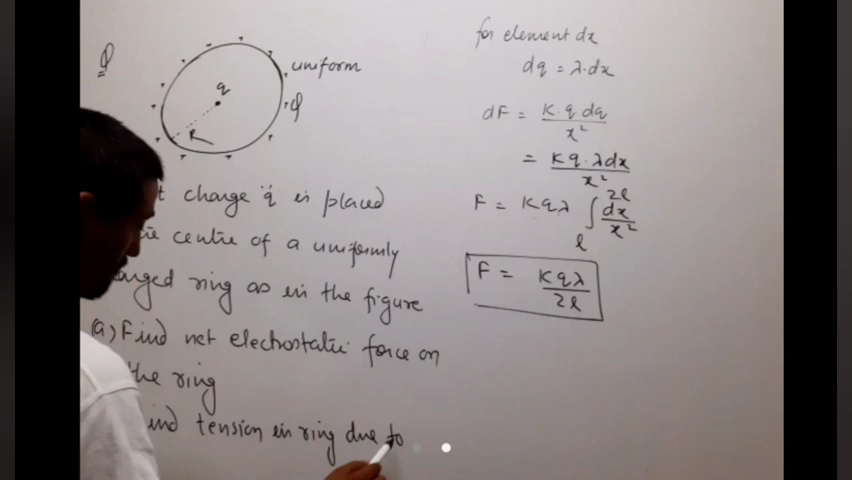 Q
q
uniform
R
Q
charge q is placed
centre of a uniformly
ring as in the figure
(a) Find net electrostatic force on
the ring
tension in ring due to
for element dx
dq = λ.dx
dF = K.q dq / x²
= Kq.λdx / x²
F = Kqλ ∫ₗ²ˡ dx / x²
F = Kqλ / 2l